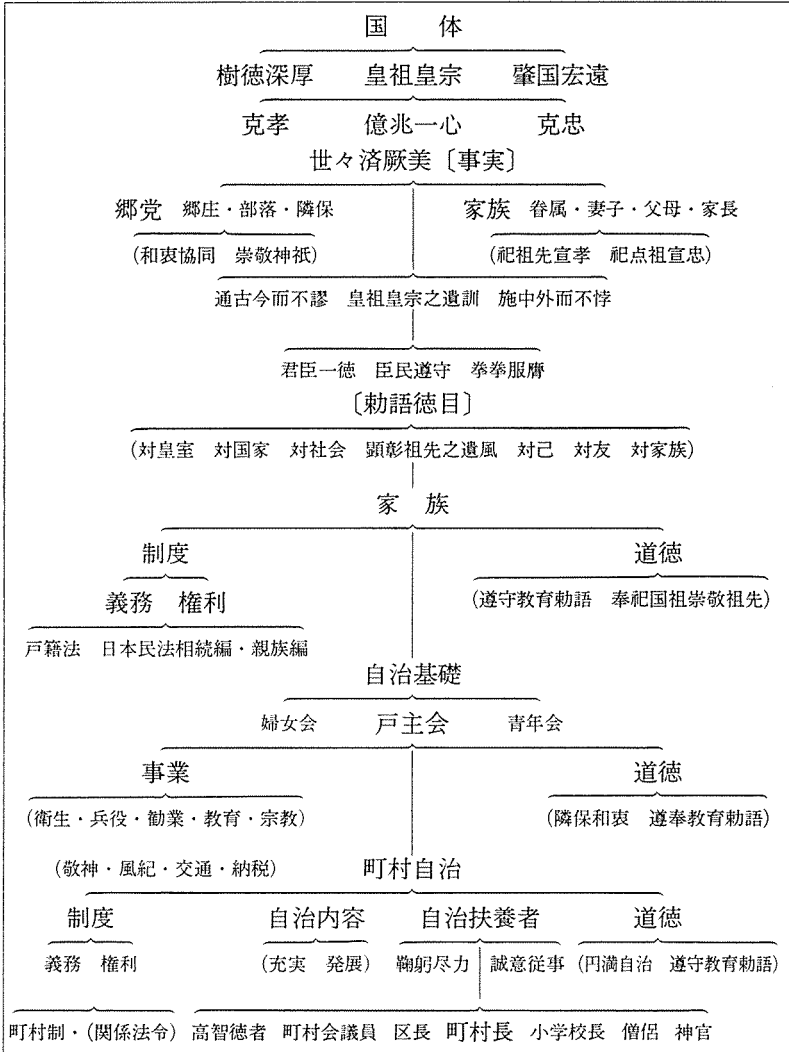 国　体
樹徳深厚　皇祖皇宗　肇国宏遠
克孝　億兆一心　克忠
世々済厥美〔事実〕
郷党　郷庄・部落・隣保　家族　眷属・妻子・父母・家長
(和衷協同　崇敬神祇)　(祀祖先宣孝　祀点祖宣忠)
通古今而不謬　皇祖皇宗之遺訓　施中外而不悖
君臣一徳　臣民遵守　拳拳服膺
〔勅語徳目〕
(対皇室　対国家　対社会　顕彰祖先之遺風　対己　対友　対家族)
家　族
制度　道徳
義務　権利　(遵守教育勅語　奉祀国祖崇敬祖先)
戸籍法　日本民法相続編・親族編
自治基礎
婦女会　戸主会　青年会
事業　道徳
(衛生・兵役・勧業・教育・宗教)　(隣保和衷　遵奉教育勅語)
(敬神・風紀・交通・納税)　町村自治
制度　自治内容　自治扶養者　道徳
義務　権利　(充実　発展)　鞠躬尽力　誠意従事　(円満自治　遵守教育勅語)
町村制・(関係法令)　高智徳者　町村会議員　区長　町村長　小学校長　僧侶　神官